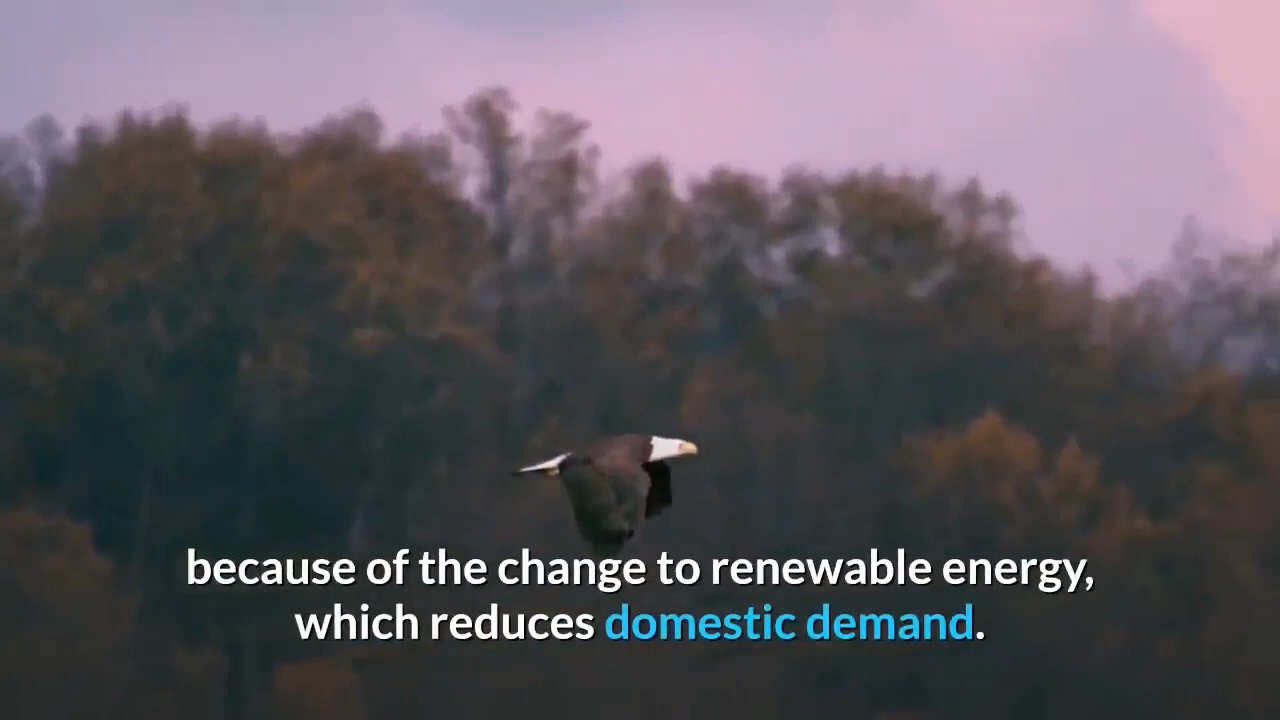 because of the change to renewable energy,
which reduces domestic demand.